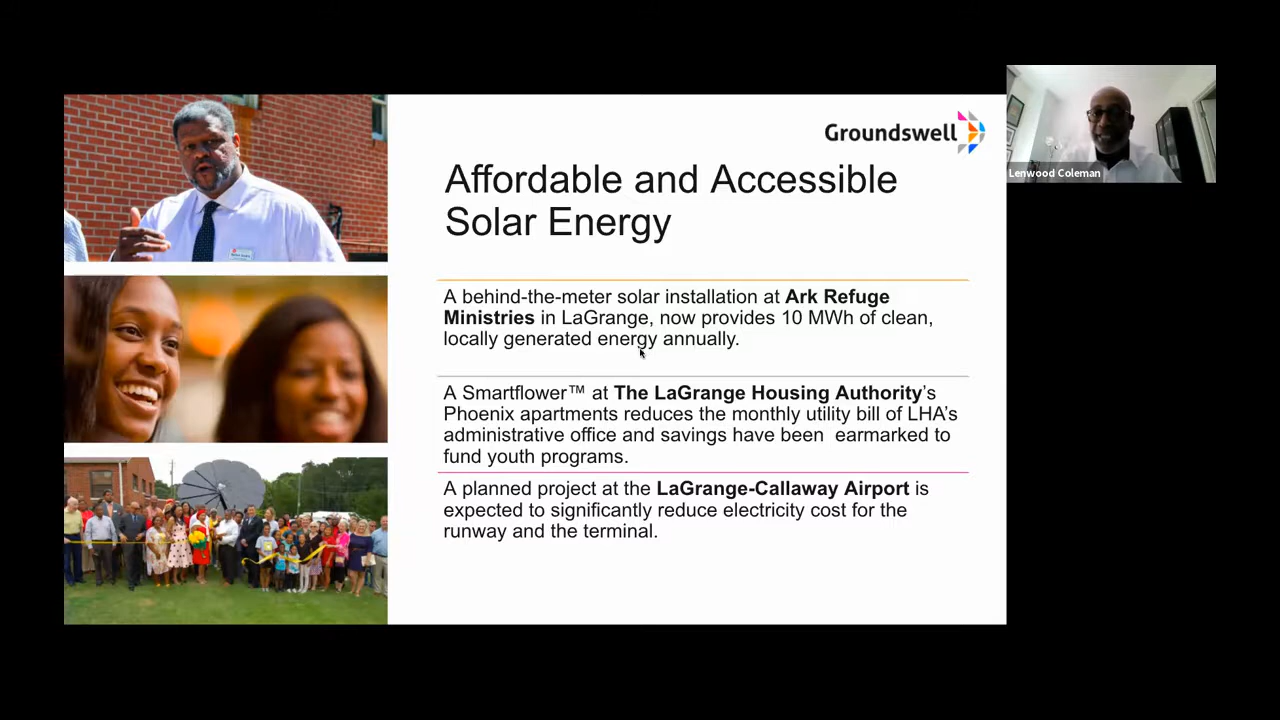 Groundswell
Lenwood Coleman
Affordable and Accessible
Solar Energy
A behind-the-meter solar installation at Ark Refuge
Ministries in LaGrange, now provides 10 MWh of clean,
locally generated energy annually.
A Smartflower™ at The LaGrange Housing Authority’s
Phoenix apartments reduces the monthly utility bill of LHA’s
administrative office and savings have been  earmarked to
fund youth programs.
A planned project at the LaGrange-Callaway Airport is
expected to significantly reduce electricity cost for the
runway and the terminal.